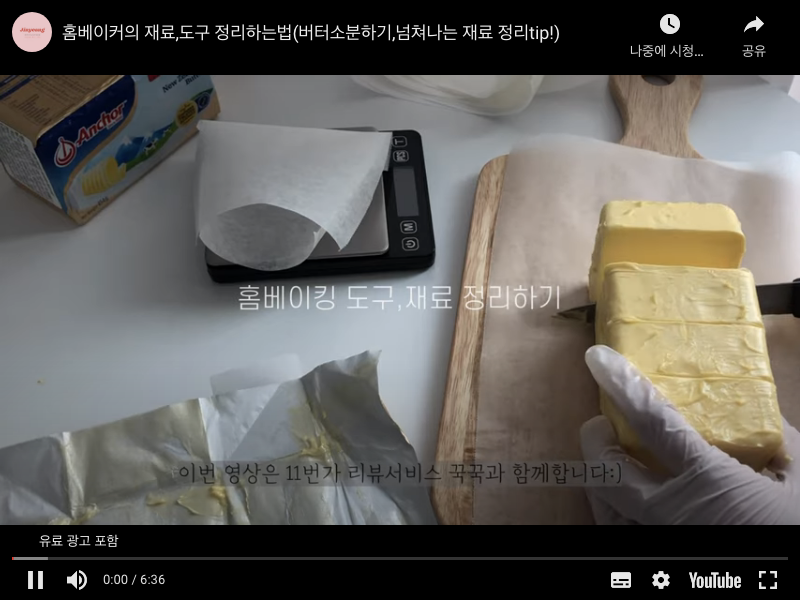 Jinyoung
홈베이커의 재료,도구 정리하는법(버터소분하기,넘쳐나는 재료 정리tip!)
나중에 시청...
공유
Anchor
홈베이킹 도구,재료 정리하기
이번 영상은 11번가 리뷰서비스 꾹꾹과 함께합니다:)
유료 광고 포함
0:00 / 6:36
YouTube